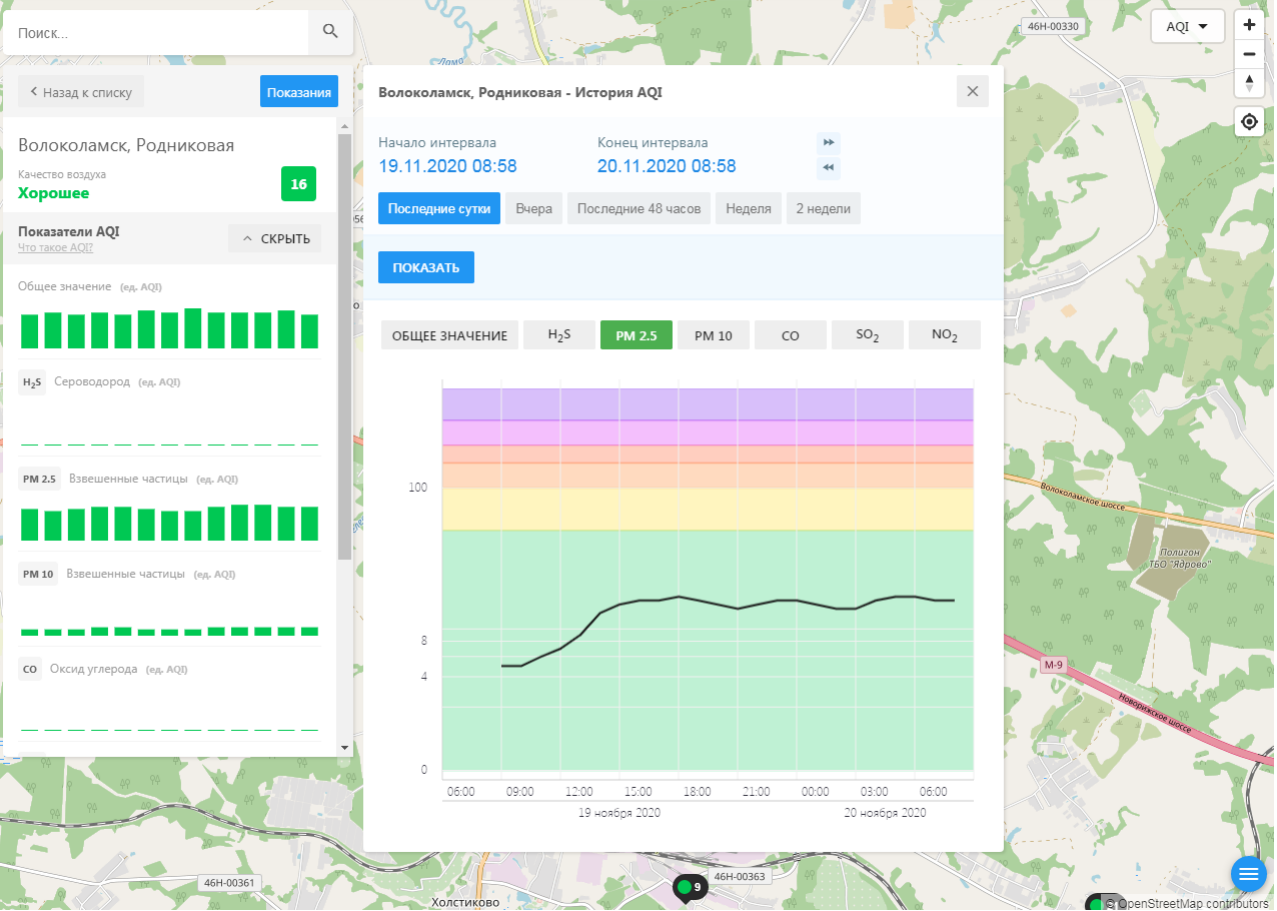 Поиск...
46Н-00330
AQI
Лама
Назад к списку
Показания
Волоколамск, Родниковая
Качество воздуха
Хорошее
16
Показатели AQI
Что такое AQI?
СКРЫТЬ
Общее значение (ед. AQI)
H2S Сероводород (ед. AQI)
PM 2.5 Взвешенные частицы (ед. AQI)
PM 10 Взвешенные частицы (ед. AQI)
CO Оксид углерода (ед. AQI)
Волоколамск, Родниковая - История AQI
Начало интервала
19.11.2020 08:58
Конец интервала
20.11.2020 08:58
Последние сутки
Вчера
Последние 48 часов
Неделя
2 недели
ПОКАЗАТЬ
ОБЩЕЕ ЗНАЧЕНИЕ
H2S
PM 2.5
PM 10
CO
SO2
NO2
100
8
4
0
06:00 09:00 12:00 15:00 18:00 21:00 00:00 03:00 06:00
19 ноября 2020
20 ноября 2020
Волоколамское шоссе
Полигон
ТБО "Ядрово"
М-9
Новорижское шоссе
46Н-00361
46Н-00363
9
Холстиково
© OpenStreetMap contributors